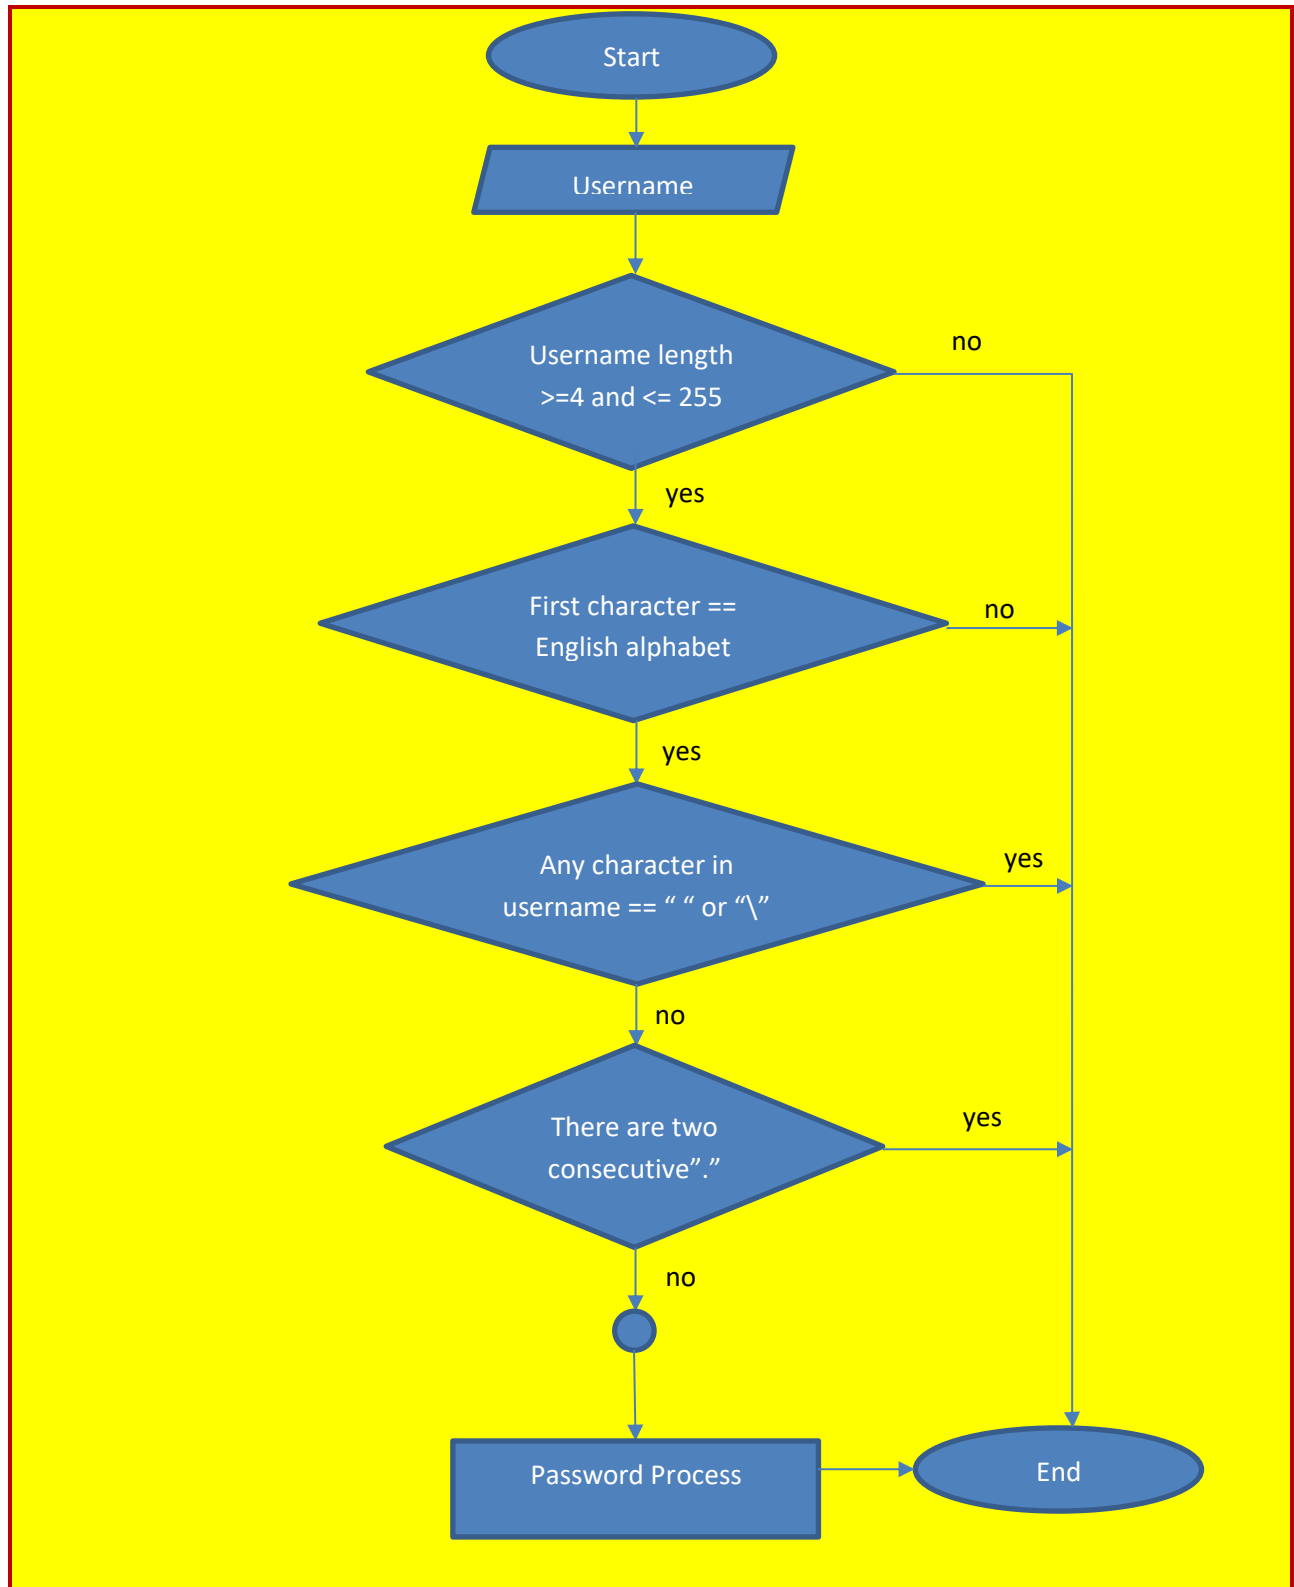 Start
Username
Username length
no
>=4 and <= 255
yes
First character ==
no
English alphabet
yes
Any character in
yes
username == “ “ or “\”
no
There are two
yes
consecutive”.”
no
Password Process
End